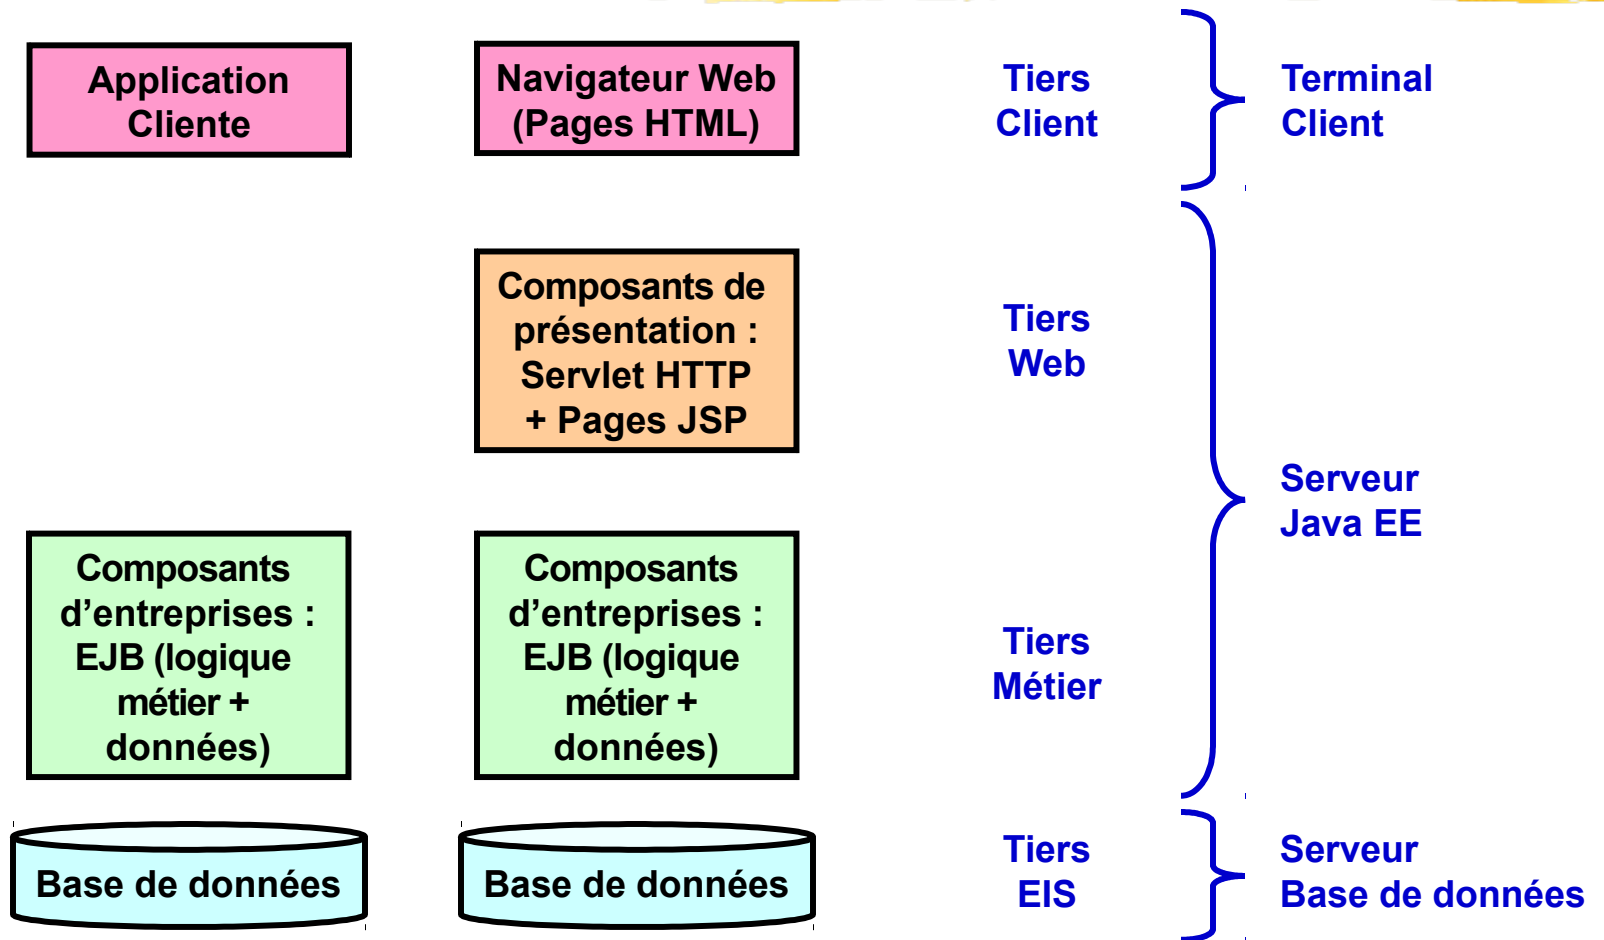 Application
Cliente
Navigateur Web
(Pages HTML)
Tiers
Client
Terminal
Client
Composants de
présentation :
Servlet HTTP
+ Pages JSP
Tiers
Web
Serveur
Java EE
Composants
d’entreprises :
EJB (logique
métier +
données)
Composants
d’entreprises :
EJB (logique
métier +
données)
Tiers
Métier
Base de données
Base de données
Tiers
EIS
Serveur
Base de données